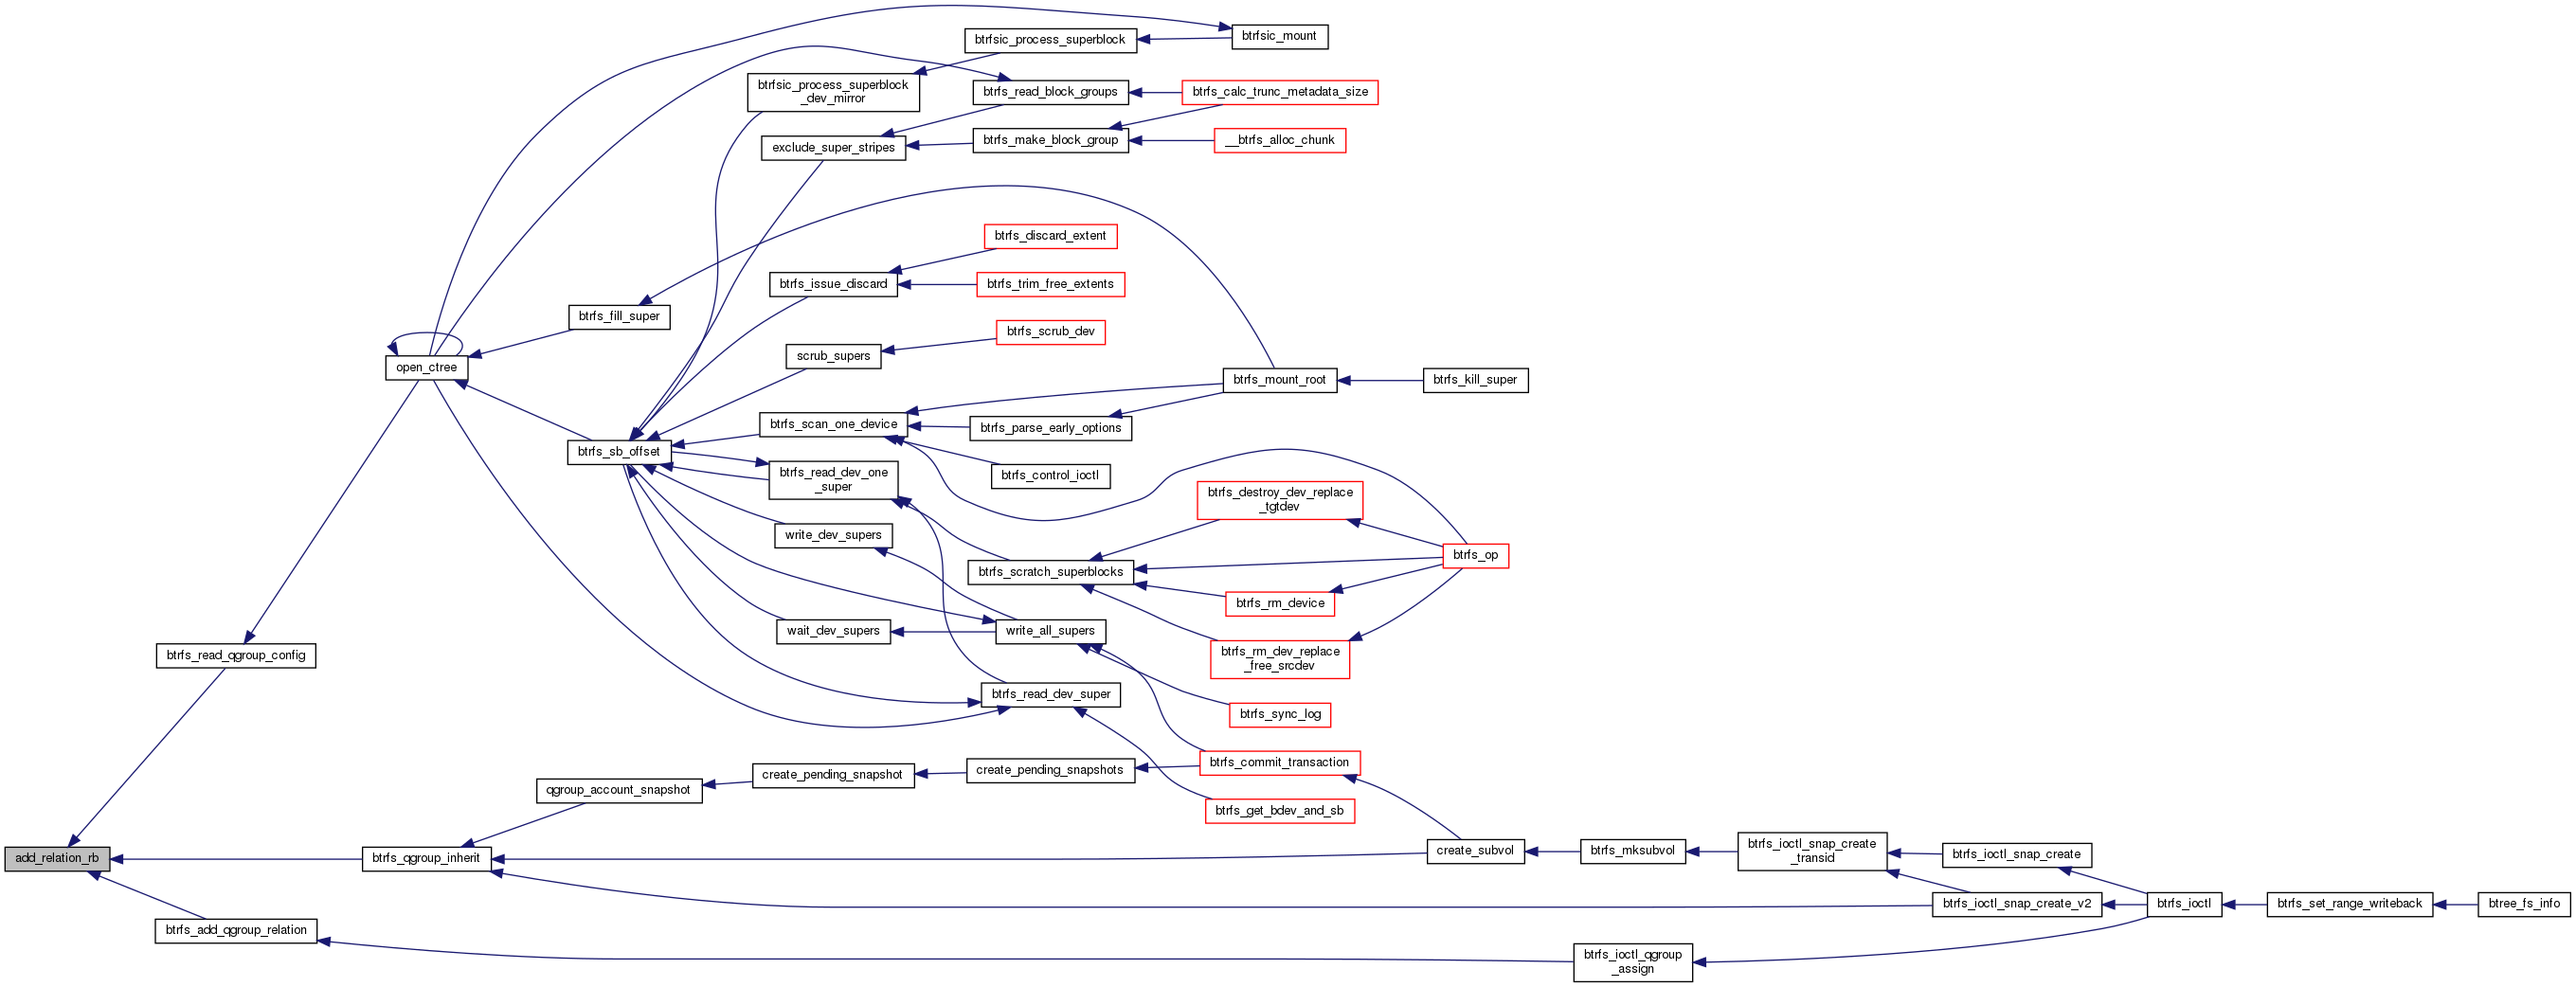 btrfsic_mount
btrfsic_process_superblock
btrfsic_process_superblock
_dev_mirror
btrfs_read_block_groups
btrfs_calc_trunc_metadata_size
exclude_super_stripes
btrfs_make_block_group
__btrfs_alloc_chunk
btrfs_discard_extent
btrfs_issue_discard
btrfs_trim_free_extents
btrfs_fill_super
btrfs_scrub_dev
scrub_supers
open_ctree
btrfs_mount_root
btrfs_kill_super
btrfs_scan_one_device
btrfs_parse_early_options
btrfs_sb_offset
btrfs_control_ioctl
btrfs_read_dev_one
_super
btrfs_destroy_dev_replace
_tgtdev
write_dev_supers
btrfs_op
btrfs_scratch_superblocks
btrfs_rm_device
wait_dev_supers
write_all_supers
btrfs_read_qgroup_config
btrfs_rm_dev_replace
_free_srcdev
btrfs_read_dev_super
btrfs_sync_log
btrfs_commit_transaction
create_pending_snapshots
create_pending_snapshot
qgroup_account_snapshot
btrfs_get_bdev_and_sb
add_relation_rb
btrfs_qgroup_inherit
create_subvol
btrfs_mksubvol
btrfs_ioctl_snap_create
_transid
btrfs_ioctl_snap_create
btrfs_ioctl_snap_create_v2
btrfs_ioctl
btrfs_set_range_writeback
btree_fs_info
btrfs_add_qgroup_relation
btrfs_ioctl_qgroup
_assign